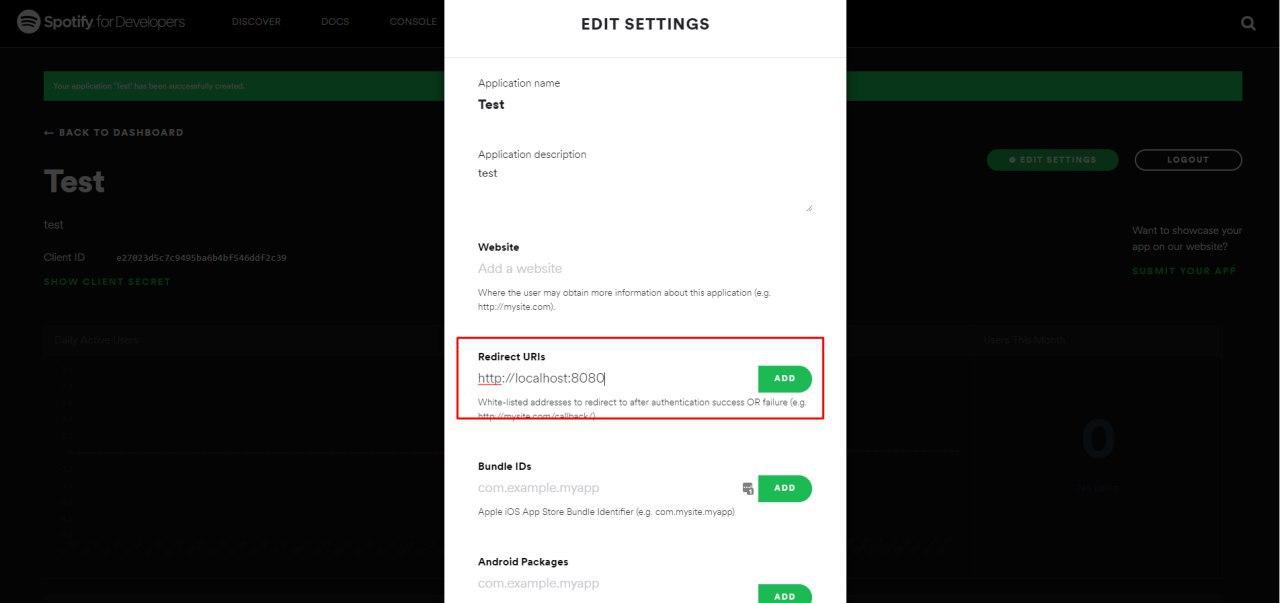 Spotify for Developers
DISCOVER
DOCS
CONSOLE
EDIT SETTINGS
Your application 'Test' has been successfully created.
← BACK TO DASHBOARD
Test
test
Client ID e27023d5c7c9495ba6b4bf546ddf2c39
SHOW CLIENT SECRET
Daily Active Users
Application name
Test
Application description
test
Website
Add a website
Where the user may obtain more information about this application (e.g.
http://mysite.com).
Redirect URIs
http://localhost:8080
ADD
White-listed addresses to redirect to after authentication success OR failure (e.g.
http://mysite.com/callback/)
Bundle IDs
com.example.myapp
ADD
Apple iOS App Store Bundle Identifier (e.g. com.mysite.myapp)
Android Packages
com.example.myapp
ADD
EDIT SETTINGS
LOGOUT
Want to showcase your
app on our website?
SUBMIT YOUR APP
Users This Month
0